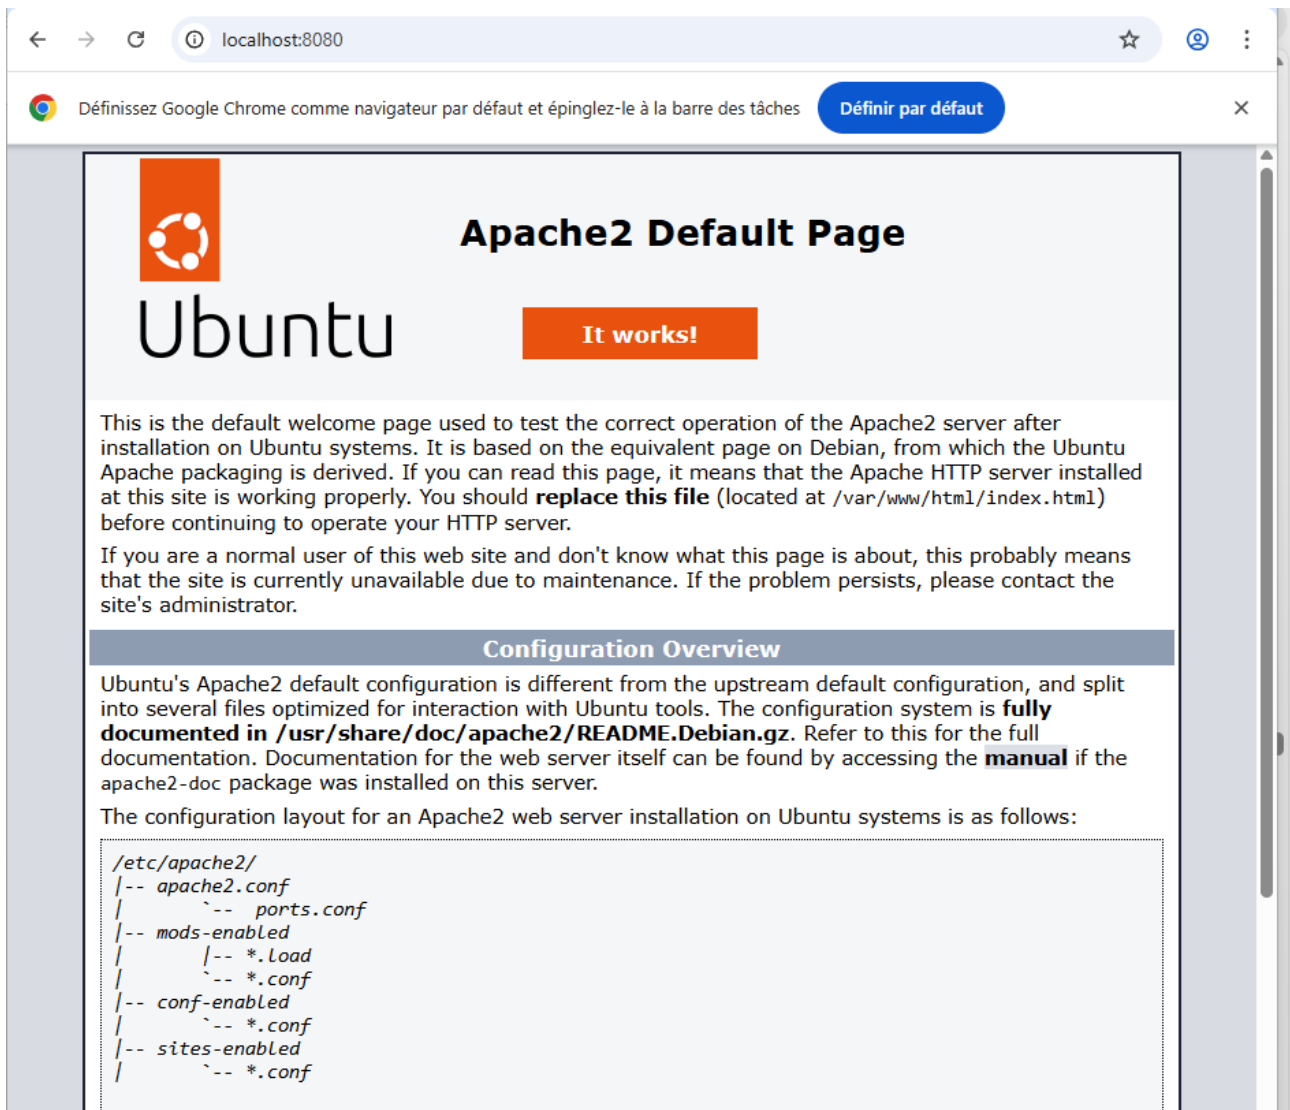 localhost:8080
Définissez Google Chrome comme navigateur par défaut et épinglez-le à la barre des tâches
Définir par défaut
Ubuntu
Apache2 Default Page
It works!
This is the default welcome page used to test the correct operation of the Apache2 server after
installation on Ubuntu systems. It is based on the equivalent page on Debian, from which the Ubuntu
Apache packaging is derived. If you can read this page, it means that the Apache HTTP server installed
at this site is working properly. You should replace this file (located at /var/www/html/index.html)
before continuing to operate your HTTP server.
If you are a normal user of this web site and don't know what this page is about, this probably means
that the site is currently unavailable due to maintenance. If the problem persists, please contact the
site's administrator.
Configuration Overview
Ubuntu's Apache2 default configuration is different from the upstream default configuration, and split
into several files optimized for interaction with Ubuntu tools. The configuration system is fully
documented in /usr/share/doc/apache2/README.Debian.gz. Refer to this for the full
documentation. Documentation for the web server itself can be found by accessing the manual if the
apache2-doc package was installed on this server.
The configuration layout for an Apache2 web server installation on Ubuntu systems is as follows:
/etc/apache2/
|-- apache2.conf
|       `--  ports.conf
|-- mods-enabled
|       |-- *.load
|       `-- *.conf
|-- conf-enabled
|       `-- *.conf
|-- sites-enabled
|       `-- *.conf